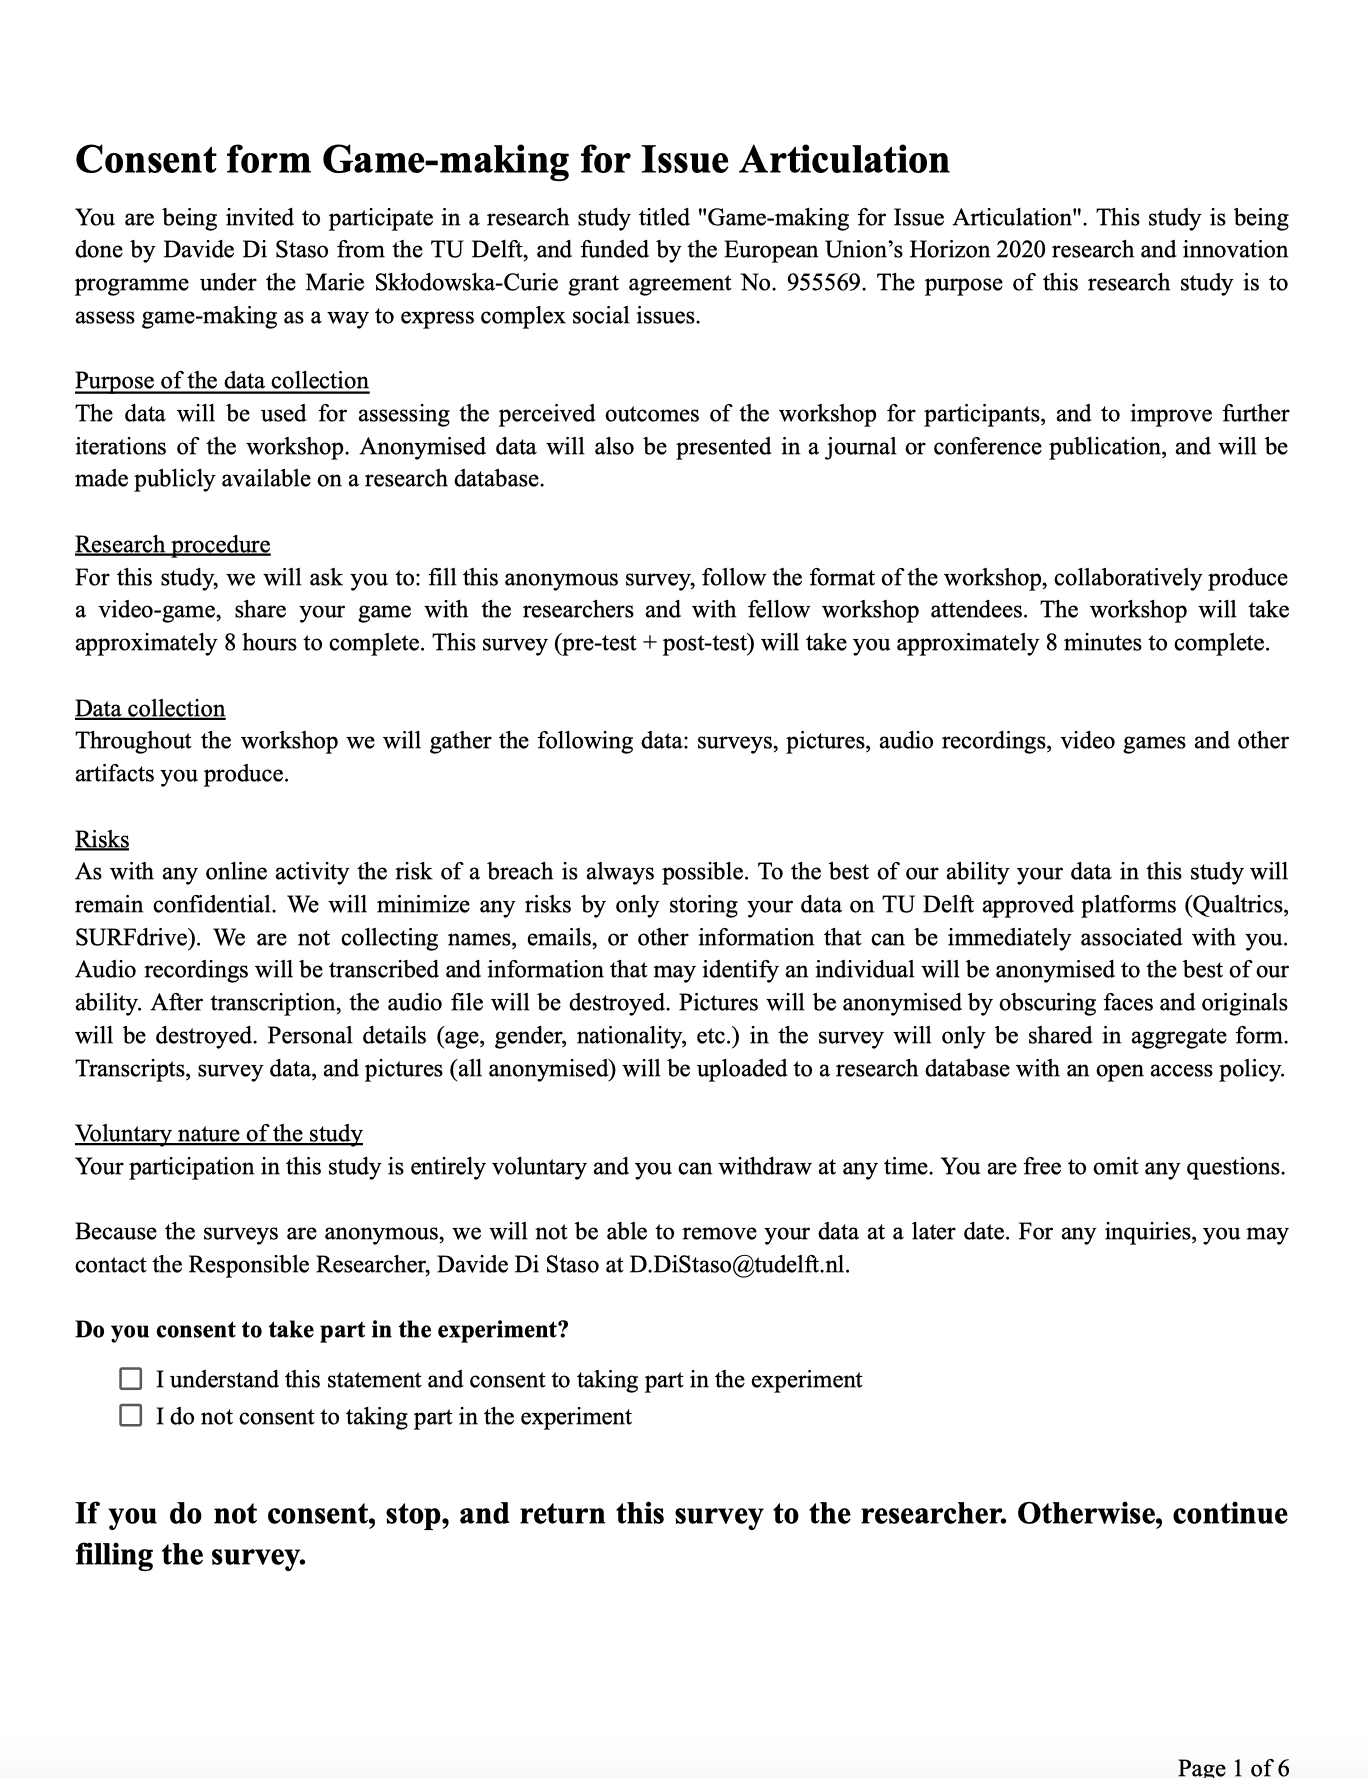 Consent form Game-making for Issue Articulation
You are being invited to participate in a research study titled "Game-making for Issue Articulation". This study is being
done by Davide Di Staso from the TU Delft, and funded by the European Union’s Horizon 2020 research and innovation
programme under the Marie Skłodowska-Curie grant agreement No. 955569. The purpose of this research study is to
assess game-making as a way to express complex social issues.
Purpose of the data collection
The data will be used for assessing the perceived outcomes of the workshop for participants, and to improve further
iterations of the workshop. Anonymised data will also be presented in a journal or conference publication, and will be
made publicly available on a research database.
Research procedure
For this study, we will ask you to: fill this anonymous survey, follow the format of the workshop, collaboratively produce
a video-game, share your game with the researchers and with fellow workshop attendees. The workshop will take
approximately 8 hours to complete. This survey (pre-test + post-test) will take you approximately 8 minutes to complete.
Data collection
Throughout the workshop we will gather the following data: surveys, pictures, audio recordings, video games and other
artifacts you produce.
Risks
As with any online activity the risk of a breach is always possible. To the best of our ability your data in this study will
remain confidential. We will minimize any risks by only storing your data on TU Delft approved platforms (Qualtrics,
SURFdrive). We are not collecting names, emails, or other information that can be immediately associated with you.
Audio recordings will be transcribed and information that may identify an individual will be anonymised to the best of our
ability. After transcription, the audio file will be destroyed. Pictures will be anonymised by obscuring faces and originals
will be destroyed. Personal details (age, gender, nationality, etc.) in the survey will only be shared in aggregate form.
Transcripts, survey data, and pictures (all anonymised) will be uploaded to a research database with an open access policy.
Voluntary nature of the study
Your participation in this study is entirely voluntary and you can withdraw at any time. You are free to omit any questions.
Because the surveys are anonymous, we will not be able to remove your data at a later date. For any inquiries, you may
contact the Responsible Researcher, Davide Di Staso at D.DiStaso@tudelft.nl.
Do you consent to take part in the experiment?
I understand this statement and consent to taking part in the experiment
I do not consent to taking part in the experiment
If you do not consent, stop, and return this survey to the researcher. Otherwise, continue
filling the survey.
Page 1 of 6